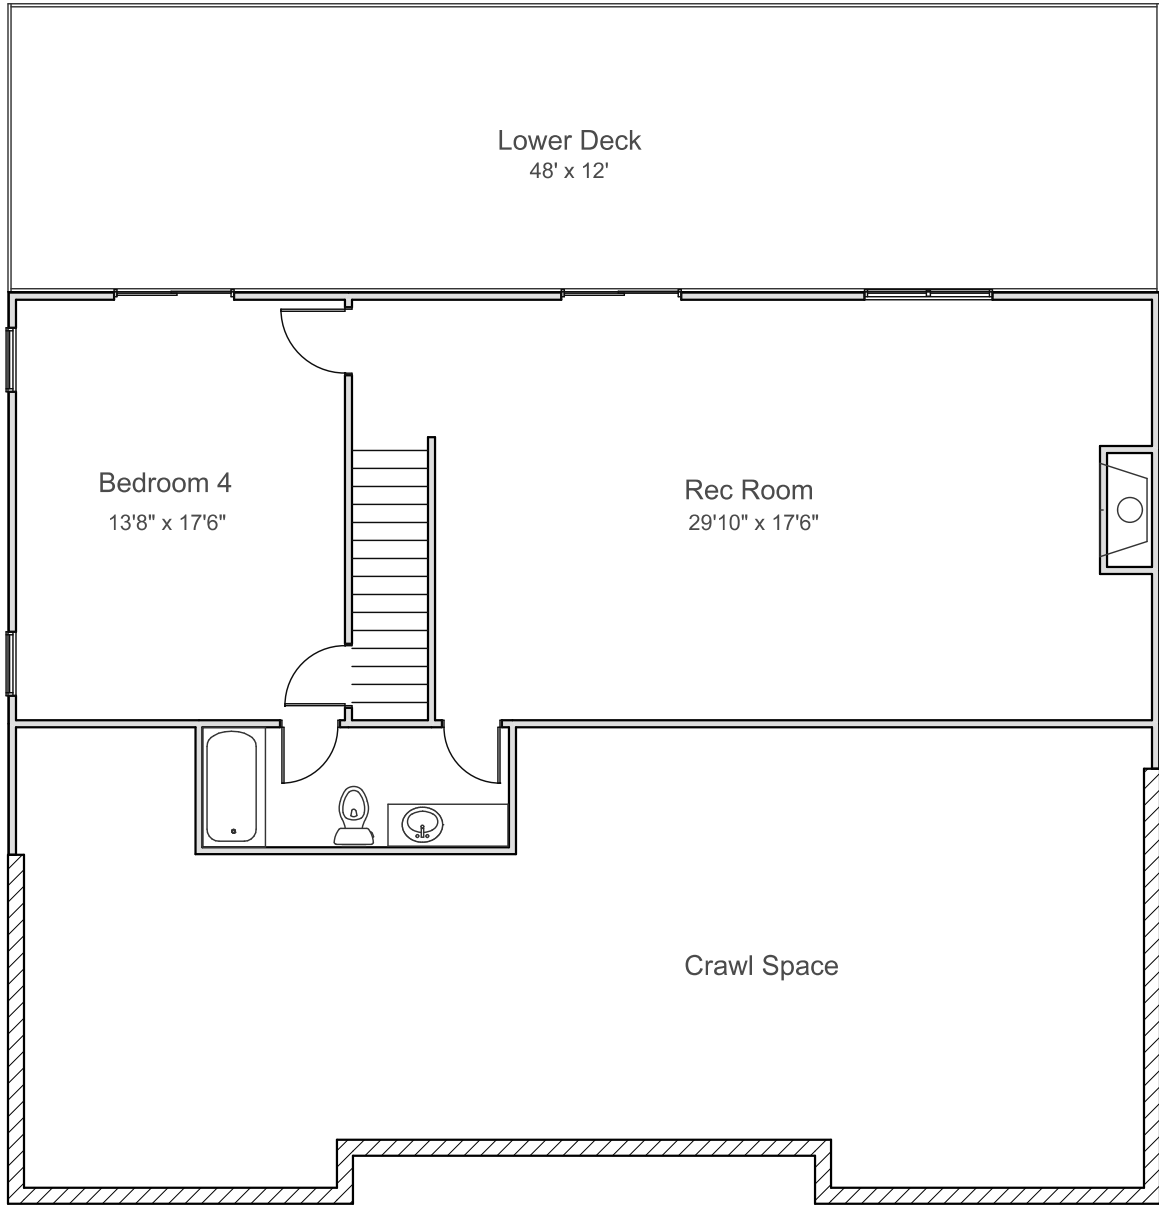 Lower Deck
48' x 12'
Bedroom 4
13'8" x 17'6"
Rec Room
29'10" x 17'6"
Crawl Space